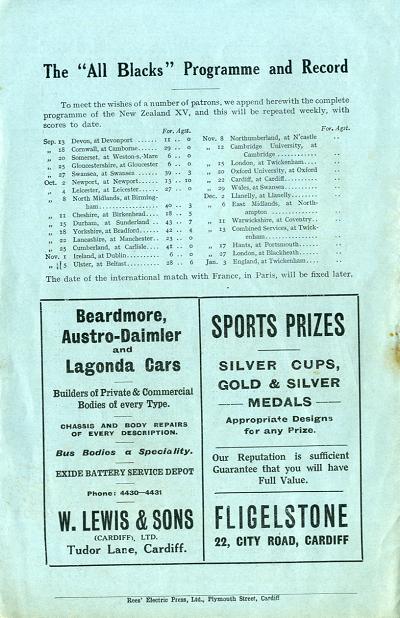 The "All Blacks" Programme and Record
To meet the wishes of a number of patrons, we append herewith the complete
programme of the New Zealand XV, and this will be repeated weekly, with
scores to date.
For. Agst.
Sep. 13 Devon, at Devonport ... 11 .. 0
„ 18 Cornwall, at Camborne ... 29 .. 0
„ 20 Somerset, at Weston-s.-Mare 6 .. 0
„ 25 Gloucestershire, at Gloucester 6 .. 0
„ 27 Swansea, at Swansea ... 39 .. 3
Oct. 2 Newport, at Newport ... 13 .. 10
„ 4 Leicester, at Leicester ... 27 .. 0
„ 8 North Midlands, at Birming-
ham ... 40 .. 3
„ 11 Cheshire, at Birkenhead ... 18 .. 5
„ 15 Durham, at Sunderland ... 43 .. 7
„ 18 Yorkshire, at Bradford ... 42 .. 4
„ 22 Lancashire, at Manchester .. 23 .. 0
„ 25 Cumberland, at Carlisle ... 41 .. 0
Nov. 1 Ireland, at Dublin ... 6 .. 0
„ 5 Ulster, at Belfast ... 28 .. 6
For. Agst.
Nov. 8 Northumberland, at N'castle ..
„ 12 Cambridge University, at
Cambridge ... ..
„ 15 London, at Twickenham ... ..
„ 20 Oxford University, at Oxford ..
„ 22 Cardiff, at Cardiff ... ..
„ 29 Wales, at Swansea ... ..
Dec. 2 Llanelly, at Llanelly ... ..
„ 6 East Midlands, at North-
ampton ... ..
„ 11 Warwickshire, at Coventry .. ..
„ 13 Combined Services, at Twick-
enham ... ..
„ 17 Hants, at Portsmouth ... ..
„ 27 London, at Blackheath ... ..
Jan. 3 England, at Twickenham ... ..
The date of the international match with France, in Paris, will be fixed later.
Beardmore,
Austro-Daimler
and
Lagonda Cars
Builders of Private & Commercial
Bodies of every Type.
CHASSIS AND BODY REPAIRS
OF EVERY DESCRIPTION.
Bus Bodies a Speciality.
EXIDE BATTERY SERVICE DEPOT
Phone: 4430—4431
W. LEWIS & SONS
(CARDIFF), LTD.
Tudor Lane, Cardiff.
SPORTS PRIZES
SILVER CUPS,
GOLD & SILVER
MEDALS
Appropriate Designs
for any Prize.
Our Reputation is sufficient
Guarantee that you will have
Full Value.
FLIGELSTONE
22, CITY ROAD, CARDIFF
Rees' Electric Press, Ltd., Plymouth Street, Cardiff